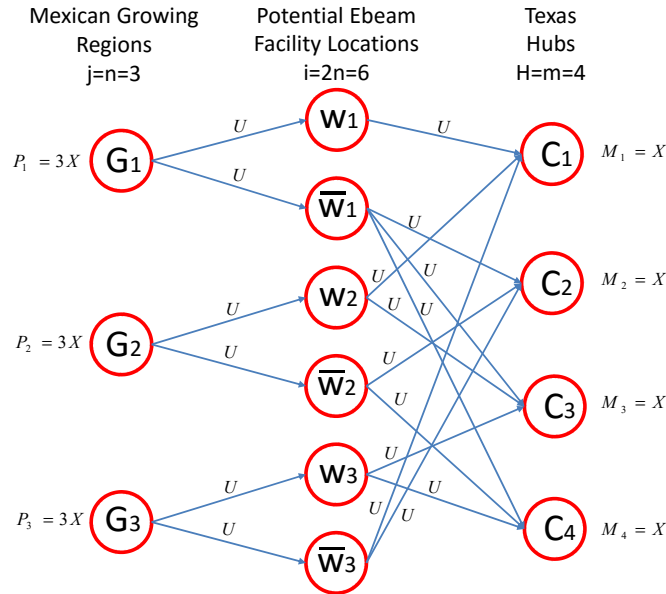 Mexican Growing
Regions
j=n=3
Potential Ebeam
Facility Locations
i=2n=6
Texas
Hubs
H=m=4
P₁ = 3X
G1
U
U
w1
w̅1
U
C1
M₁ = X
U
U
U
U
P₂ = 3X
G2
U
U
w2
w̅2
U
U
C2
M₂ = X
U
C3
M₃ = X
P₃ = 3X
G3
U
U
w3
w̅3
U
U
U
U
C4
M₄ = X